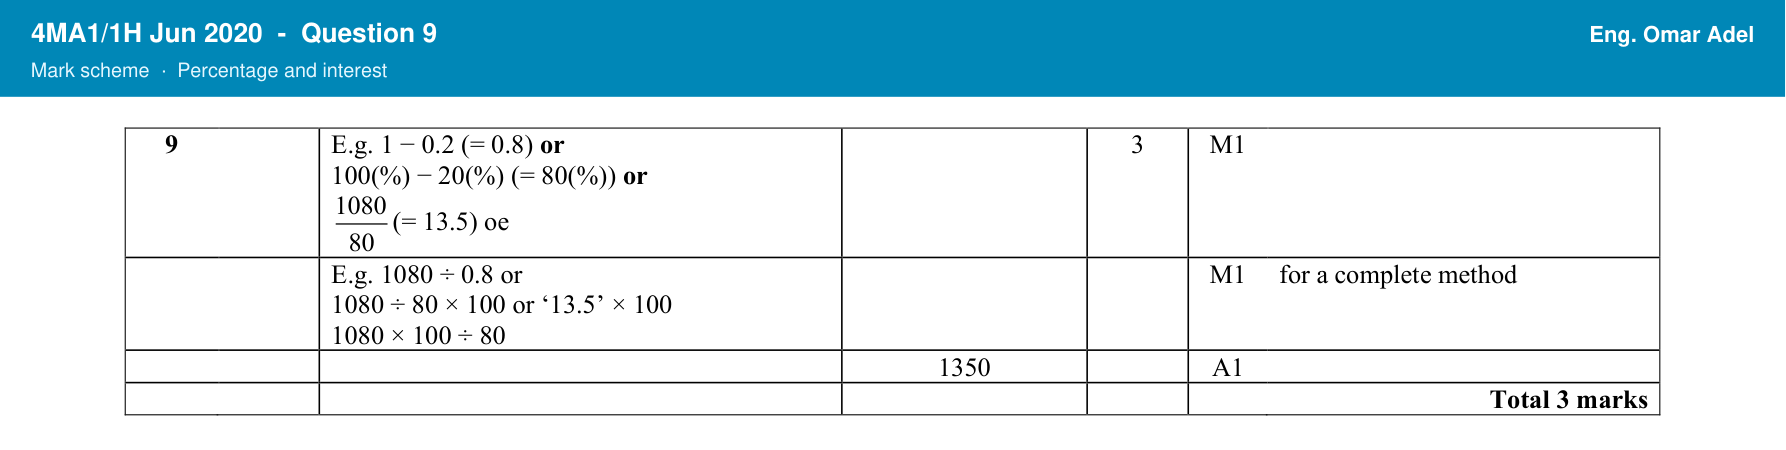 4MA1/1H Jun 2020 - Question 9
Eng. Omar Adel
Mark scheme · Percentage and interest
9 E.g. 1 − 0.2 (= 0.8) or 3 M1
100(%) − 20(%) (= 80(%)) or
1080
(= 13.5) oe
80
E.g. 1080 ÷ 0.8 or M1 for a complete method
1080 ÷ 80 × 100 or ‘13.5’ × 100
1080 × 100 ÷ 80
1350 A1
Total 3 marks